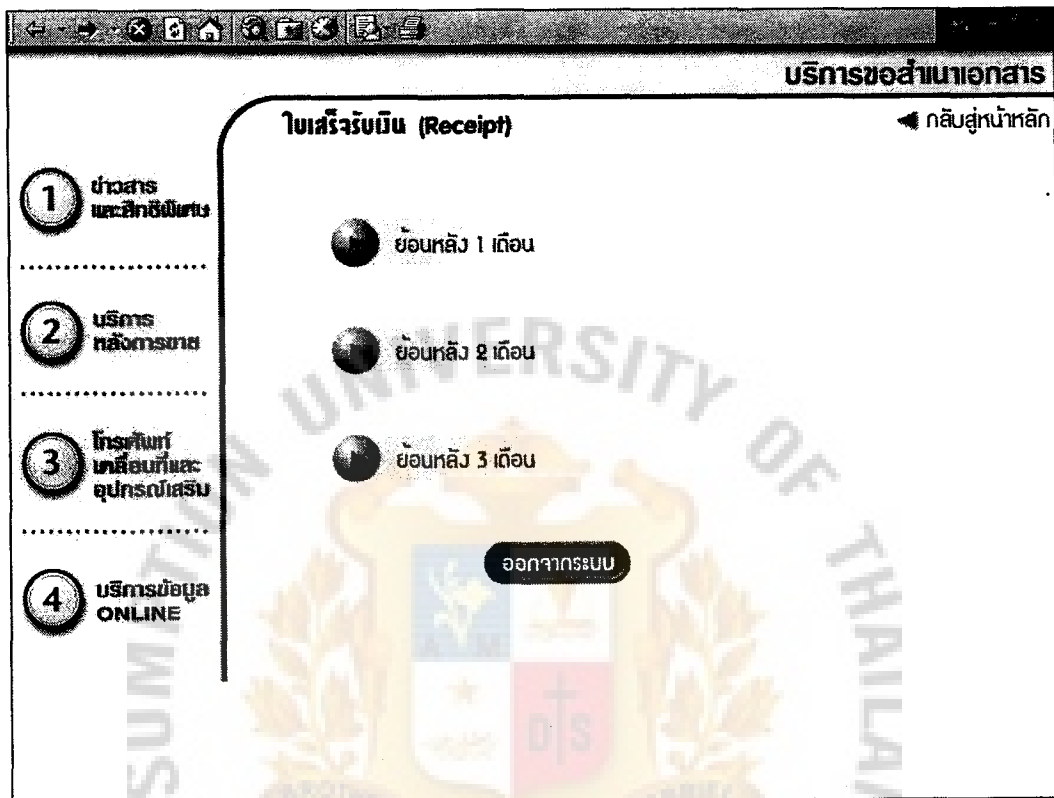 บริการขอสำเนาเอกสาร
ใบเสร็จรับเงิน (Receipt)
กลับสู่หน้าหลัก
1
ข่าวสาร
และสิทธิพิเศษ
2
บริการ
หลังการขาย
3
โทรศัพท์
เคลื่อนที่และ
อุปกรณ์เสริม
4
บริการข้อมูล
ONLINE
ย้อนหลัง 1 เดือน
ย้อนหลัง 2 เดือน
ย้อนหลัง 3 เดือน
ออกจากระบบ
SUMPTION UNIVERSITY OF THAILA
A M
D S